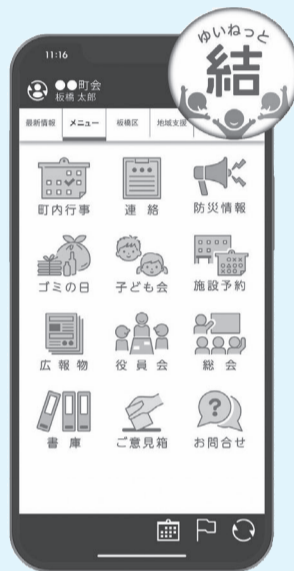 ゆいねっと
結
11:16
●●町会
板橋 太郎
最新情報 メニュー 板橋区 地域支援
町内行事 連絡 防災情報
ゴミの日 子ども会 施設予約
広報物 役員会 総会
書庫 ご意見箱 お問合せ